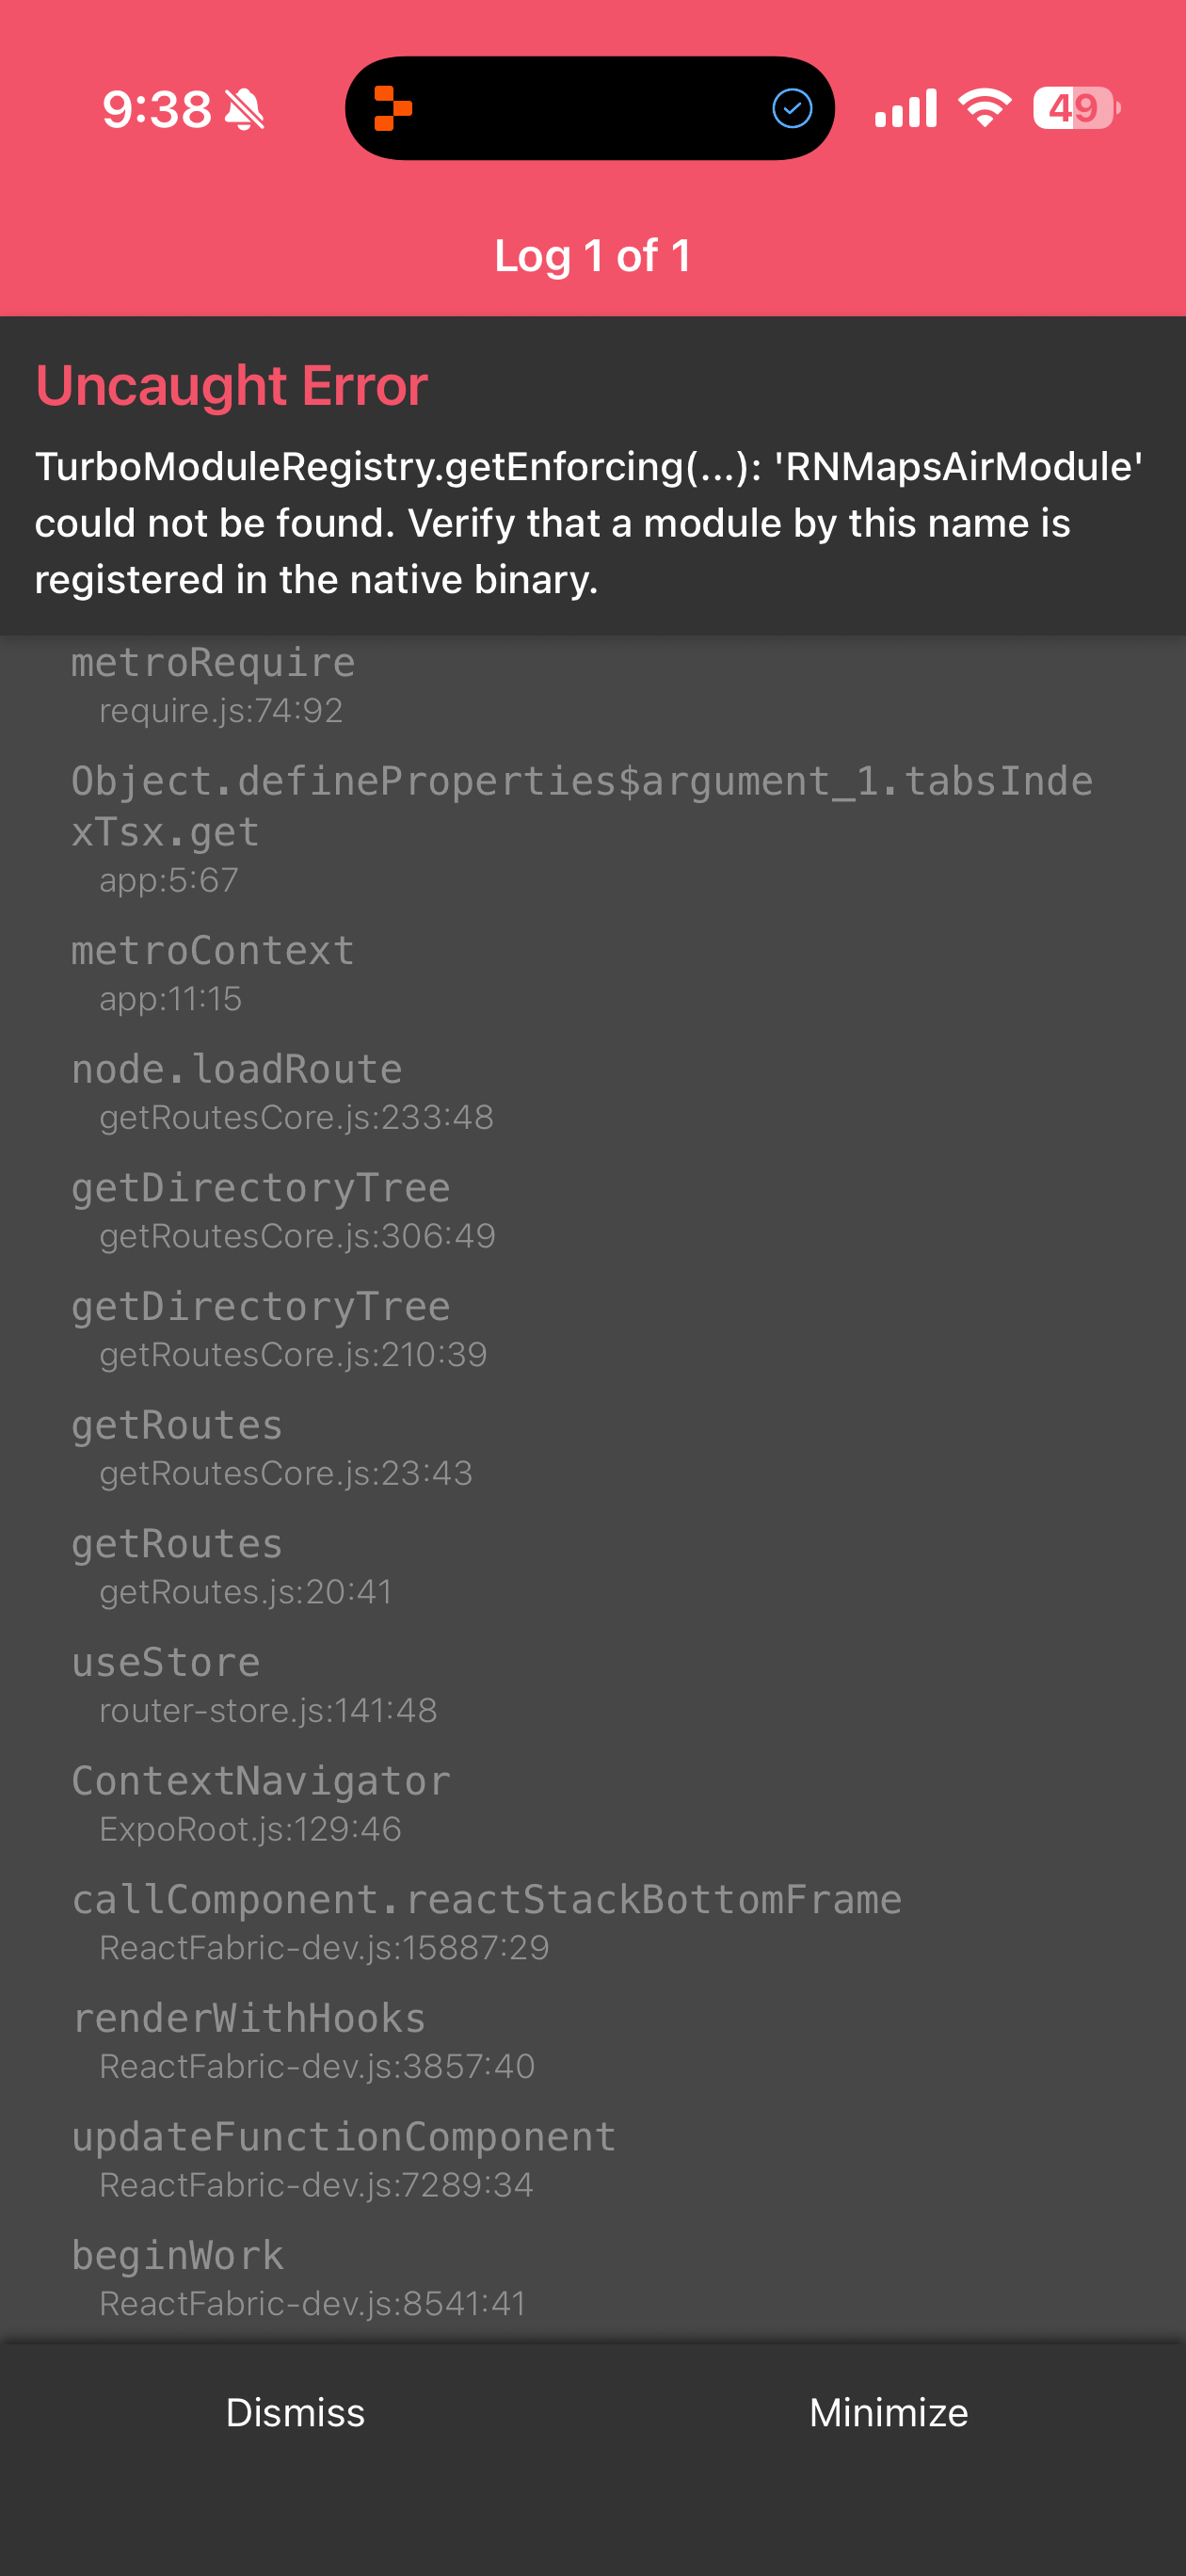 9:38
49
Log 1 of 1
Uncaught Error
TurboModuleRegistry.getEnforcing(...): 'RNMapsAirModule'
could not be found. Verify that a module by this name is
registered in the native binary.
metroRequire
require.js:74:92
Object.defineProperties$argument_1.tabsInde
xTsx.get
app:5:67
metroContext
app:11:15
node.loadRoute
getRoutesCore.js:233:48
getDirectoryTree
getRoutesCore.js:306:49
getDirectoryTree
getRoutesCore.js:210:39
getRoutes
getRoutesCore.js:23:43
getRoutes
getRoutes.js:20:41
useStore
router-store.js:141:48
ContextNavigator
ExpoRoot.js:129:46
callComponent.reactStackBottomFrame
ReactFabric-dev.js:15887:29
renderWithHooks
ReactFabric-dev.js:3857:40
updateFunctionComponent
ReactFabric-dev.js:7289:34
beginWork
ReactFabric-dev.js:8541:41
Dismiss
Minimize